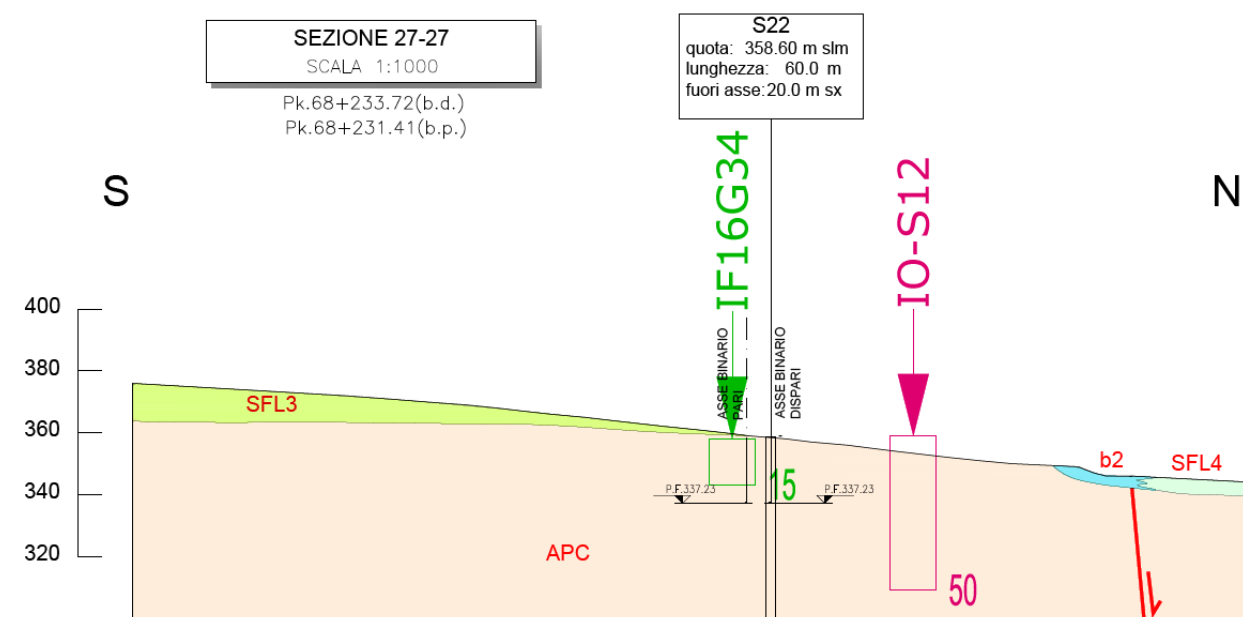 SEZIONE 27-27
SCALA 1:1000
Pk.68+233.72(b.d.)
Pk.68+231.41(b.p.)
S22
quota: 358.60 m slm
lunghezza: 60.0 m
fuori asse:20.0 m sx
S
N
IF16G34
IO-S12
400
380
360
340
320
ASSE BINARIO
PARI
ASSE BINARIO
DISPARI
SFL3
b2
SFL4
P.F.337.23
15
P.F.337.23
APC
50